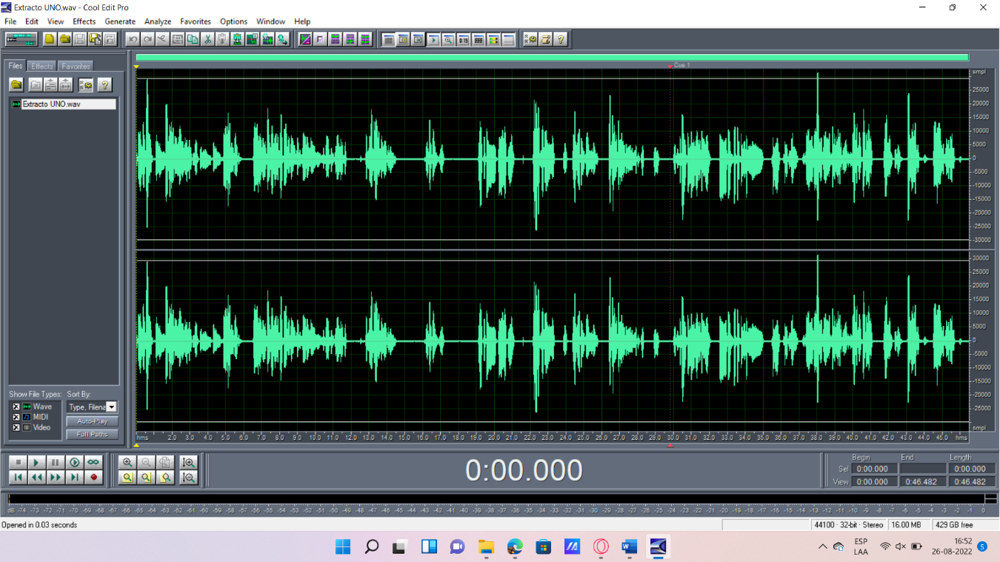 Extracto UNO.wav - Cool Edit Pro
File Edit View Effects Generate Analyze Favorites Options Window Help
Files Effects Favorites
Cue 1
Extracto UNO.wav
smpl
25000
20000
15000
10000
5000
0
-5000
-10000
-15000
-20000
-25000
-30000
30000
25000
20000
15000
10000
5000
0
-5000
-10000
-15000
-20000
-25000
smpl
Show File Types: Sort By:
Wave Type, Filena
MIDI Auto-Play
Video Full Paths
hms 2.0 3.0 4.0 5.0 6.0 7.0 8.0 9.0 10.0 11.0 12.0 13.0 14.0 15.0 16.0 17.0 18.0 19.0 20.0 21.0 22.0 23.0 24.0 25.0 26.0 27.0 28.0 29.0 30.0 31.0 32.0 33.0 34.0 35.0 36.0 37.0 38.0 39.0 40.0 41.0 42.0 43.0 44.0 45.0 hms
0:00.000
Begin End Length
Sel 0:00.000 0:00.000
View 0:00.000 0:46.482 0:46.482
dB -74 -73 -72 -71 -70 -69 -68 -67 -66 -65 -64 -63 -62 -61 -60 -59 -58 -57 -56 -55 -54 -53 -52 -51 -50 -49 -48 -47 -46 -45 -44 -43 -42 -41 -40 -39 -38 -37 -36 -35 -34 -33 -32 -31 -30 -29 -28 -27 -26 -25 -24 -23 -22 -21 -20 -19 -18 -17 -16 -15 -14 -13 -12 -11 -10 -9 -8 -7 -6 -5 -4 -3 -2 -1 0
Opened in 0.03 seconds 44100 · 32-bit · Stereo 16.00 MB 429 GB free
ESP 16:52
LAA 26-08-2022 5